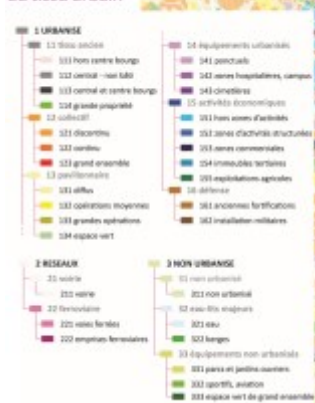 1 URBANISE
11 tissu ancien
111 hors centre bourgs
112 central - non bâti
113 central et centre bourgs
114 grande propriété
12 collectif
121 discontinu
122 continu
123 grand ensemble
13 pavillonnaire
131 diffus
132 opérations moyennes
133 grandes opérations
134 espace vert
14 équipements urbanisés
141 ponctuels
142 zones hospitalières, campus
143 cimetières
15 activités économiques
151 hors zones d'activités
152 zones d'activités structurées
153 zones commerciales
154 immeubles tertiaires
155 exploitations agricoles
16 défense
161 anciennes fortifications
162 installation militaires
2 RESEAUX
21 voirie
211 voirie
22 ferroviaire
221 voies ferrées
222 emprises ferroviaires
3 NON URBANISE
31 non urbanisé
311 non urbanisé
32 eau-lits majeurs
321 eau
322 berges
33 équipements non urbanisés
331 parcs et jardins ouvriers
332 sportifs, aviation
333 espace vert de grand ensemble